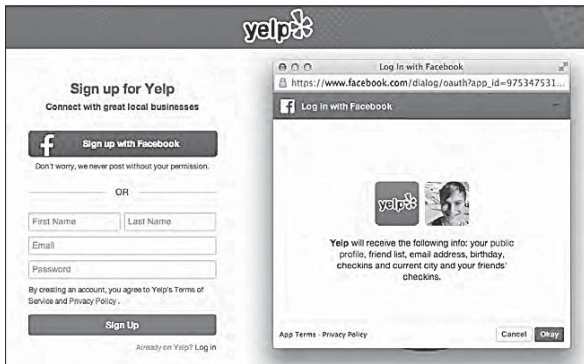 yelp
Sign up for Yelp
Connect with great local businesses
f Sign up with Facebook
Don't worry, we never post without your permission.
OR
First Name Last Name
Email
Password
By creating an account, you agree to Yelp's Terms of
Service and Privacy Policy .
Sign Up
Already on Yelp? Log in
Log In with Facebook
https://www.facebook.com/dialog/oauth?app_id=975347531...
f Log In with Facebook
yelp
Yelp will receive the following info: your public
profile, friend list, email address, birthday,
checkins and current city and your friends'
checkins.
App Terms · Privacy Policy Cancel Okay